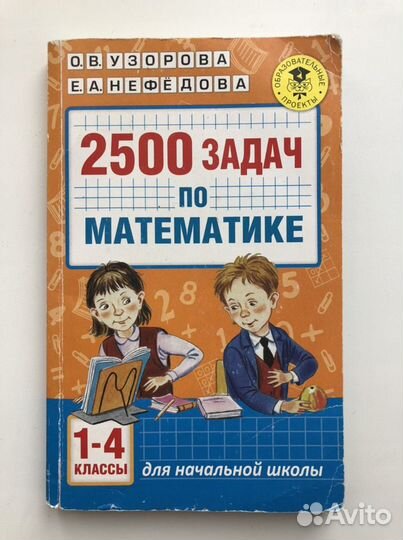 О.В. УЗОРОВА
Е.А. НЕФЁДОВА
ОБРАЗОВАТЕЛЬНЫЕ
ПРОЕКТЫ
2500 ЗАДАЧ
ПО
МАТЕМАТИКЕ
1-4
КЛАССЫ
для начальной школы
Avito